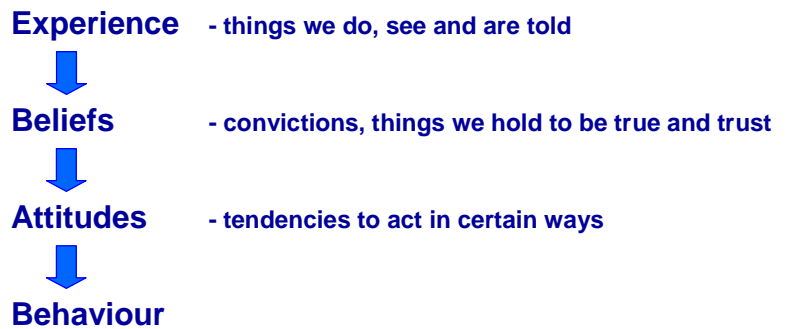 Experience - things we do, see and are told
Beliefs - convictions, things we hold to be true and trust
Attitudes - tendencies to act in certain ways
Behaviour